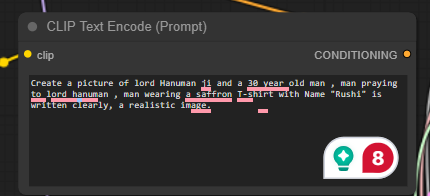 CLIP Text Encode (Prompt)
clip CONDITIONING
Create a picture of lord Hanuman ji and a 30 year old man , man praying
to lord hanuman , man wearing a saffron T-shirt with Name "Rushi" is
written clearly, a realistic image.
8